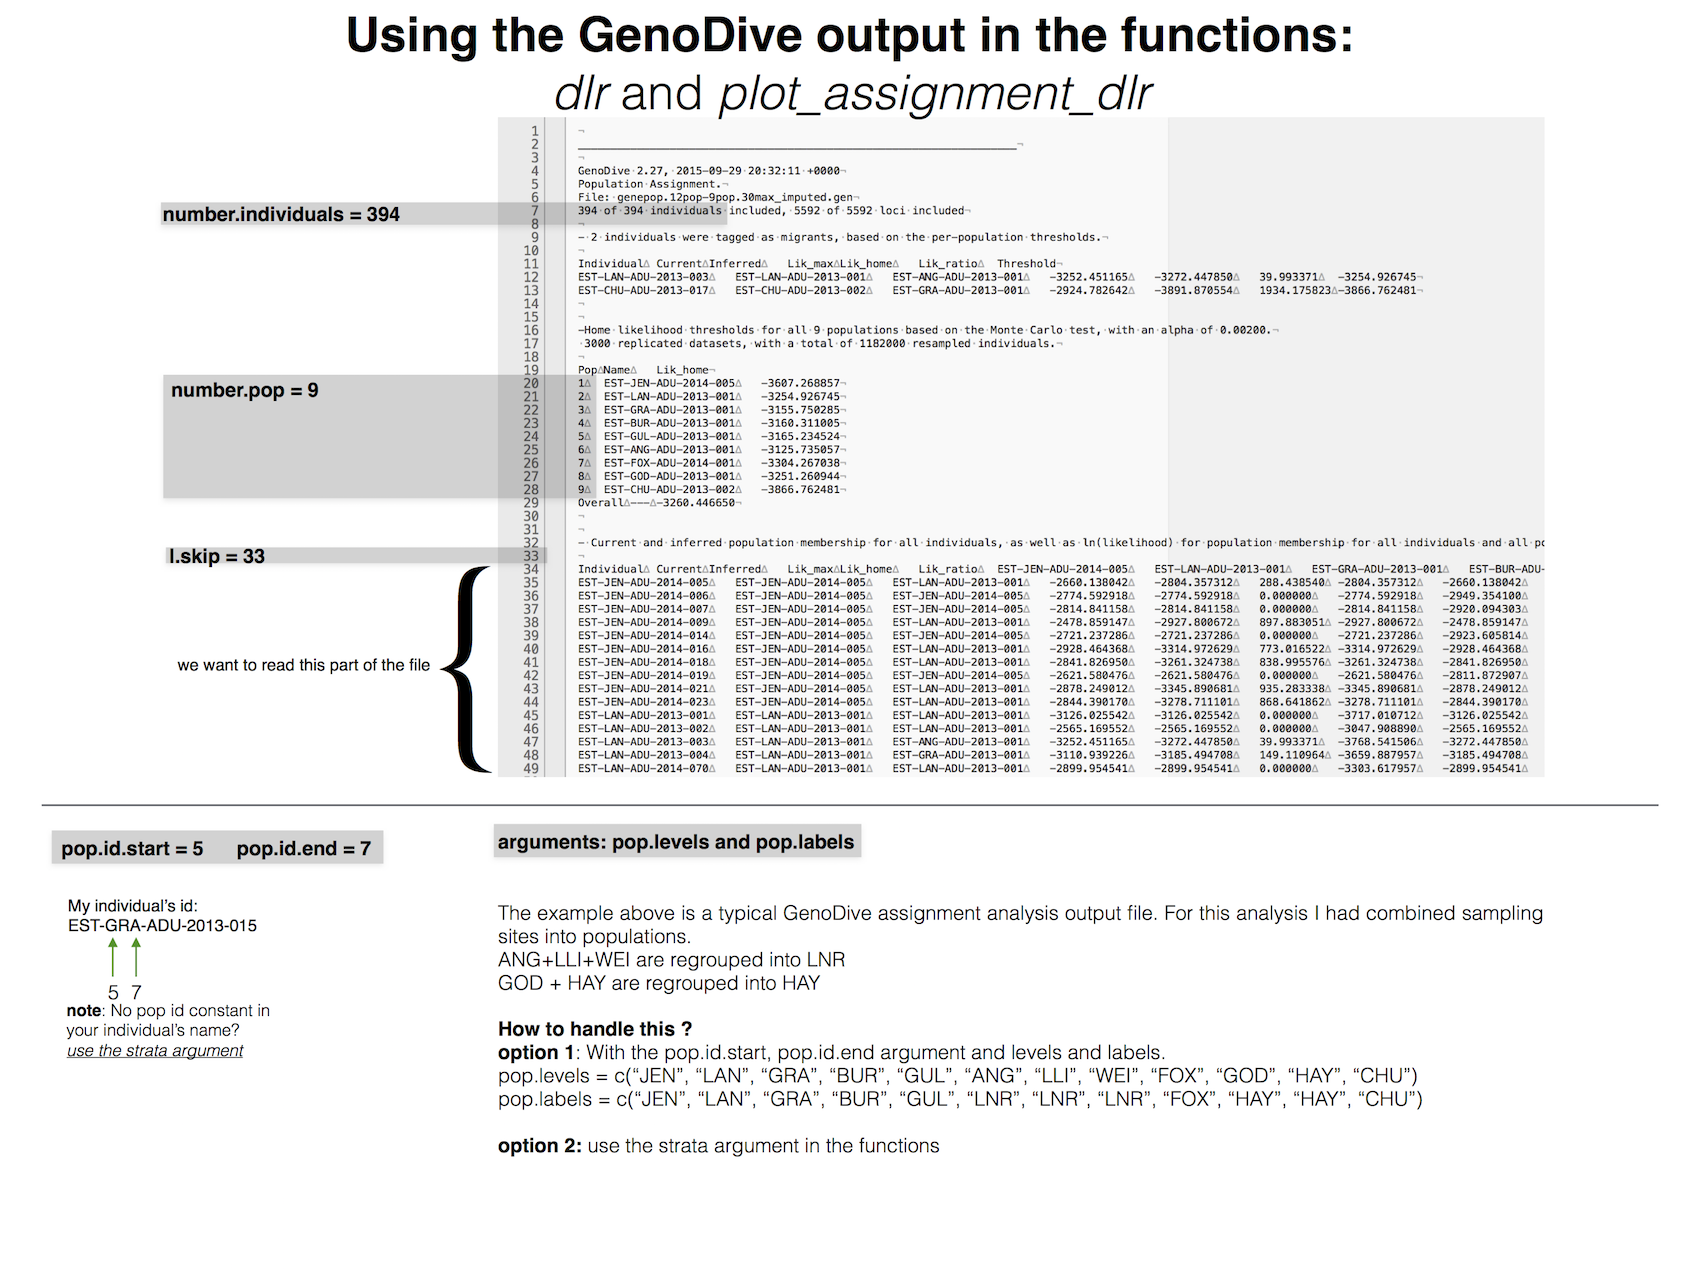 Using the GenoDive output in the functions:
dlr and plot_assignment_dlr
1 ¬
2 ____________________________________________________________________¬
3 ¬
4 GenoDive·2.27,·2015-09-29·20:32:11·+0000¬
5 Population·Assignment.¬
6 File:·genepop.12pop-9pop.30max_imputed.gen¬
number.individuals = 394
7 394·of·394·individuals·included,·5592·of·5592·loci·included¬
8 ¬
9 –·2·individuals·were·tagged·as·migrants,·based·on·the·per-population·thresholds.¬
10 ¬
11 Individual∆ Current∆Inferred∆ Lik_max∆Lik_home∆ Lik_ratio∆ Threshold¬
12 EST-LAN-ADU-2013-003∆ EST-LAN-ADU-2013-001∆ EST-ANG-ADU-2013-001∆ -3252.451165∆ -3272.447850∆ 39.993371∆ -3254.926745¬
13 EST-CHU-ADU-2013-017∆ EST-CHU-ADU-2013-002∆ EST-GRA-ADU-2013-001∆ -2924.782642∆ -3891.870554∆ 1934.175823∆-3866.762481¬
14 ¬
15 ¬
16 –Home·likelihood·thresholds·for·all·9·populations·based·on·the·Monte·Carlo·test,·with·an·alpha·of·0.00200.¬
17 ·3000·replicated·datasets,·with·a·total·of·1182000·resampled·individuals.¬
18 ¬
19 Pop∆Name∆ Lik_home¬
number.pop = 9
20 1∆ EST-JEN-ADU-2014-005∆ -3607.268857¬
21 2∆ EST-LAN-ADU-2013-001∆ -3254.926745¬
22 3∆ EST-GRA-ADU-2013-001∆ -3155.750285¬
23 4∆ EST-BUR-ADU-2013-001∆ -3160.311005¬
24 5∆ EST-GUL-ADU-2013-001∆ -3165.234524¬
25 6∆ EST-ANG-ADU-2013-001∆ -3125.735057¬
26 7∆ EST-FOX-ADU-2014-001∆ -3304.267038¬
27 8∆ EST-GOD-ADU-2013-001∆ -3251.260944¬
28 9∆ EST-CHU-ADU-2013-002∆ -3866.762481¬
29 Overall∆---∆-3260.446650¬
30 ¬
31 ¬
32 –·Current·and·inferred·population·membership·for·all·individuals,·as·well·as·ln(likelihood)·for·population·membership·for·all·individuals·and·all·po
l.skip = 33
33 ¬
34 Individual∆ Current∆Inferred∆ Lik_max∆Lik_home∆ Lik_ratio∆ EST-JEN-ADU-2014-005∆ EST-LAN-ADU-2013-001∆ EST-GRA-ADU-2013-001∆ EST-BUR-ADU-
35 EST-JEN-ADU-2014-005∆ EST-JEN-ADU-2014-005∆ EST-LAN-ADU-2013-001∆ -2660.138042∆ -2804.357312∆ 288.438540∆ -2804.357312∆ -2660.138042∆
36 EST-JEN-ADU-2014-006∆ EST-JEN-ADU-2014-005∆ EST-JEN-ADU-2014-005∆ -2774.592918∆ -2774.592918∆ 0.000000∆ -2774.592918∆ -2949.354100∆
37 EST-JEN-ADU-2014-007∆ EST-JEN-ADU-2014-005∆ EST-JEN-ADU-2014-005∆ -2814.841158∆ -2814.841158∆ 0.000000∆ -2814.841158∆ -2920.094303∆
38 EST-JEN-ADU-2014-009∆ EST-JEN-ADU-2014-005∆ EST-LAN-ADU-2013-001∆ -2478.859147∆ -2927.800672∆ 897.883051∆ -2927.800672∆ -2478.859147∆
39 EST-JEN-ADU-2014-014∆ EST-JEN-ADU-2014-005∆ EST-JEN-ADU-2014-005∆ -2721.237286∆ -2721.237286∆ 0.000000∆ -2721.237286∆ -2923.605814∆
40 EST-JEN-ADU-2014-016∆ EST-JEN-ADU-2014-005∆ EST-LAN-ADU-2013-001∆ -2928.464368∆ -3314.972629∆ 773.016522∆ -3314.972629∆ -2928.464368∆
we want to read this part of the file
41 EST-JEN-ADU-2014-018∆ EST-JEN-ADU-2014-005∆ EST-LAN-ADU-2013-001∆ -2841.826950∆ -3261.324738∆ 838.995576∆ -3261.324738∆ -2841.826950∆
42 EST-JEN-ADU-2014-019∆ EST-JEN-ADU-2014-005∆ EST-JEN-ADU-2014-005∆ -2621.580476∆ -2621.580476∆ 0.000000∆ -2621.580476∆ -2811.872907∆
43 EST-JEN-ADU-2014-021∆ EST-JEN-ADU-2014-005∆ EST-LAN-ADU-2013-001∆ -2878.249012∆ -3345.890681∆ 935.283338∆ -3345.890681∆ -2878.249012∆
44 EST-JEN-ADU-2014-023∆ EST-JEN-ADU-2014-005∆ EST-LAN-ADU-2013-001∆ -2844.390170∆ -3278.711101∆ 868.641862∆ -3278.711101∆ -2844.390170∆
45 EST-LAN-ADU-2013-001∆ EST-LAN-ADU-2013-001∆ EST-LAN-ADU-2013-001∆ -3126.025542∆ -3126.025542∆ 0.000000∆ -3717.010712∆ -3126.025542∆
46 EST-LAN-ADU-2013-002∆ EST-LAN-ADU-2013-001∆ EST-LAN-ADU-2013-001∆ -2565.169552∆ -2565.169552∆ 0.000000∆ -3047.908890∆ -2565.169552∆
47 EST-LAN-ADU-2013-003∆ EST-LAN-ADU-2013-001∆ EST-ANG-ADU-2013-001∆ -3252.451165∆ -3272.447850∆ 39.993371∆ -3768.541506∆ -3272.447850∆
48 EST-LAN-ADU-2013-004∆ EST-LAN-ADU-2013-001∆ EST-GRA-ADU-2013-001∆ -3110.939226∆ -3185.494708∆ 149.110964∆ -3659.887957∆ -3185.494708∆
49 EST-LAN-ADU-2014-070∆ EST-LAN-ADU-2013-001∆ EST-LAN-ADU-2013-001∆ -2899.954541∆ -2899.954541∆ 0.000000∆ -3303.617957∆ -2899.954541∆
pop.id.start = 5 pop.id.end = 7
My individual’s id:
EST-GRA-ADU-2013-015
5 7
note: No pop id constant in
your individual’s name?
use the strata argument
arguments: pop.levels and pop.labels
The example above is a typical GenoDive assignment analysis output file. For this analysis I had combined sampling
sites into populations.
ANG+LLI+WEI are regrouped into LNR
GOD + HAY are regrouped into HAY
How to handle this ?
option 1: With the pop.id.start, pop.id.end argument and levels and labels.
pop.levels = c(“JEN”, “LAN”, “GRA”, “BUR”, “GUL”, “ANG”, “LLI”, “WEI”, “FOX”, “GOD”, “HAY”, “CHU”)
pop.labels = c(“JEN”, “LAN”, “GRA”, “BUR”, “GUL”, “LNR”, “LNR”, “LNR”, “FOX”, “HAY”, “HAY”, “CHU”)
option 2: use the strata argument in the functions